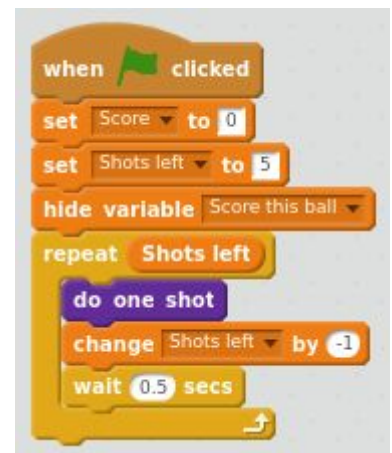 when clicked
set Score to 0
set Shots left to 5
hide variable Score this ball
repeat Shots left
do one shot
change Shots left by -1
wait 0.5 secs